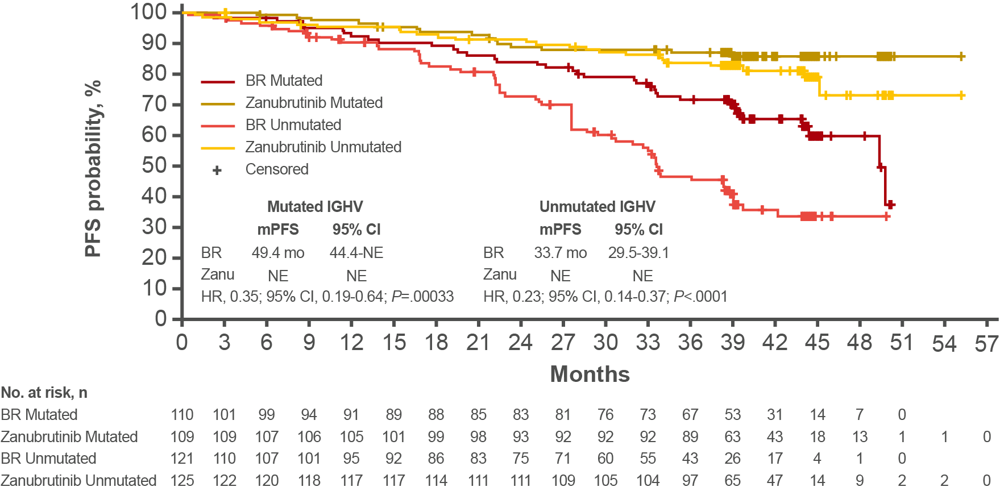 PFS probability, %
100
90
80
70
60
50
40
30
20
10
0
BR Mutated
Zanubrutinib Mutated
BR Unmutated
Zanubrutinib Unmutated
Censored
Mutated IGHV
mPFS 95% CI
BR 49.4 mo 44.4-NE
Zanu NE NE
HR, 0.35; 95% CI, 0.19-0.64; P=.00033
Unmutated IGHV
mPFS 95% CI
BR 33.7 mo 29.5-39.1
Zanu NE NE
HR, 0.23; 95% CI, 0.14-0.37; P<.0001
0 3 6 9 12 15 18 21 24 27 30 33 36 39 42 45 48 51 54 57
Months
No. at risk, n
BR Mutated 110 101 99 94 91 89 88 85 83 81 76 73 67 53 31 14 7 0
Zanubrutinib Mutated 109 109 107 106 105 101 99 98 93 92 92 92 89 63 43 18 13 1 1 0
BR Unmutated 121 110 107 101 95 92 86 83 75 71 60 55 43 26 17 4 1 0
Zanubrutinib Unmutated 125 122 120 118 117 117 114 111 111 109 105 104 97 65 47 14 9 2 2 0